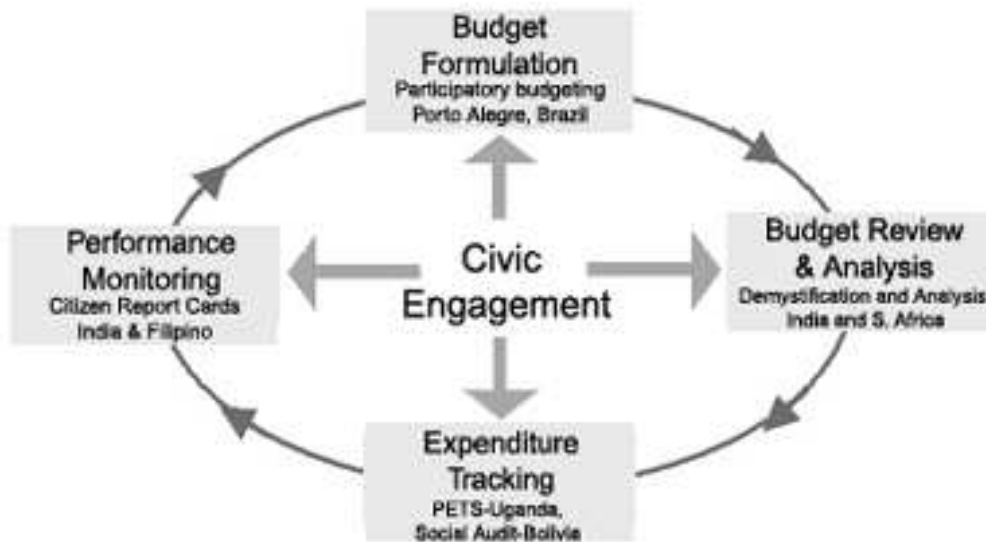 Budget
Formulation
Participatory budgeting
Porto Alegre, Brazil
Performance
Monitoring
Citizen Report Cards
India & Filipino
Civic
Engagement
Budget Review
& Analysis
Demystification and Analysis
India and S. Africa
Expenditure
Tracking
PETS-Uganda,
Social Audit-Bolivia